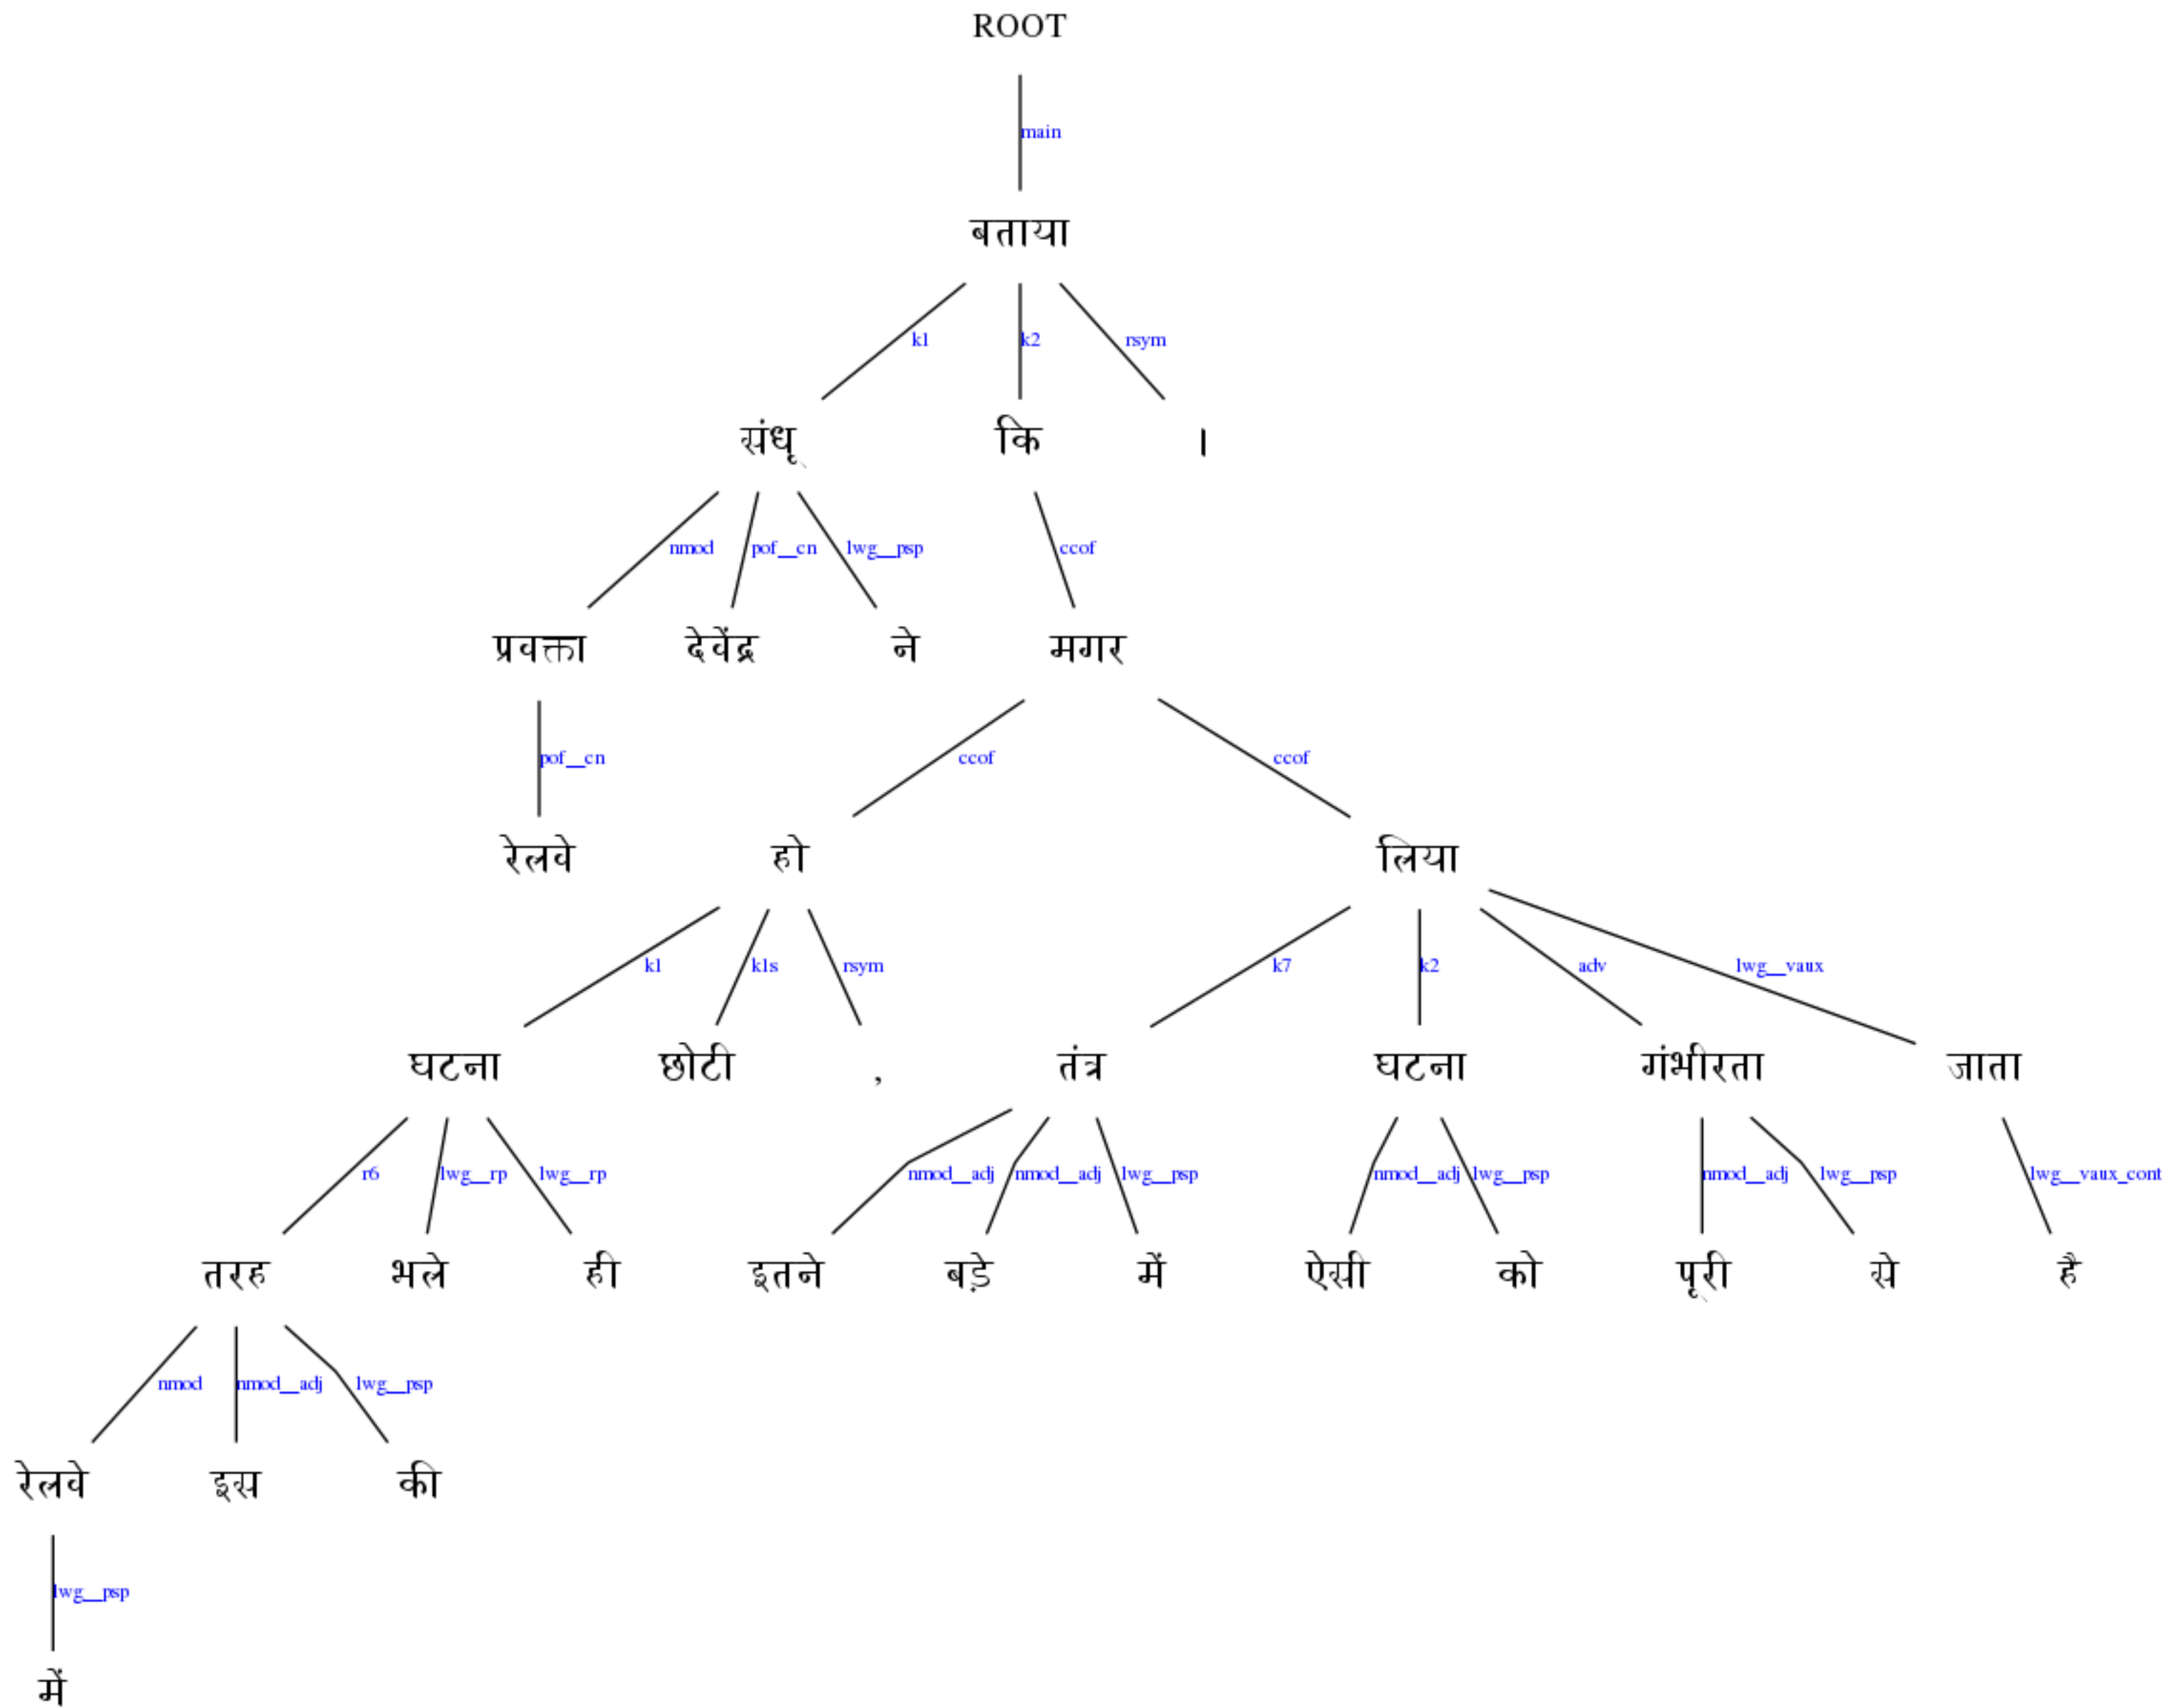 ROOT
main
बताया
k1 k2 rsym
संधू कि ।
nmod pof__cn lwg__psp ccof
प्रवक्ता देवेंद्र ने मगर
pof__cn ccof ccof
रेलवे हो लिया
k1 k1s rsym k7 k2 adv lwg__vaux
घटना छोटी , तंत्र घटना गंभीरता जाता
r6 lwg__rp lwg__rp nmod__adj nmod__adj lwg__psp nmod__adj lwg__psp nmod__adj lwg__psp lwg__vaux_cont
तरह भले ही इतने बड़े में ऐसी को पूरी से है
nmod nmod__adj lwg__psp
रेलवे इस की
lwg__psp
में